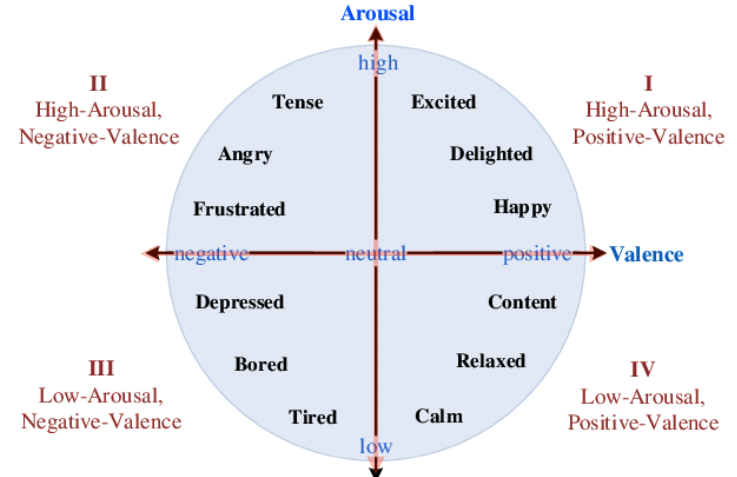 Arousal
high
II
High-Arousal,
Negative-Valence
I
High-Arousal,
Positive-Valence
Tense
Excited
Angry
Delighted
Frustrated
Happy
negative
neutral
positive
Valence
Depressed
Content
Bored
Relaxed
Tired
Calm
III
Low-Arousal,
Negative-Valence
IV
Low-Arousal,
Positive-Valence
low